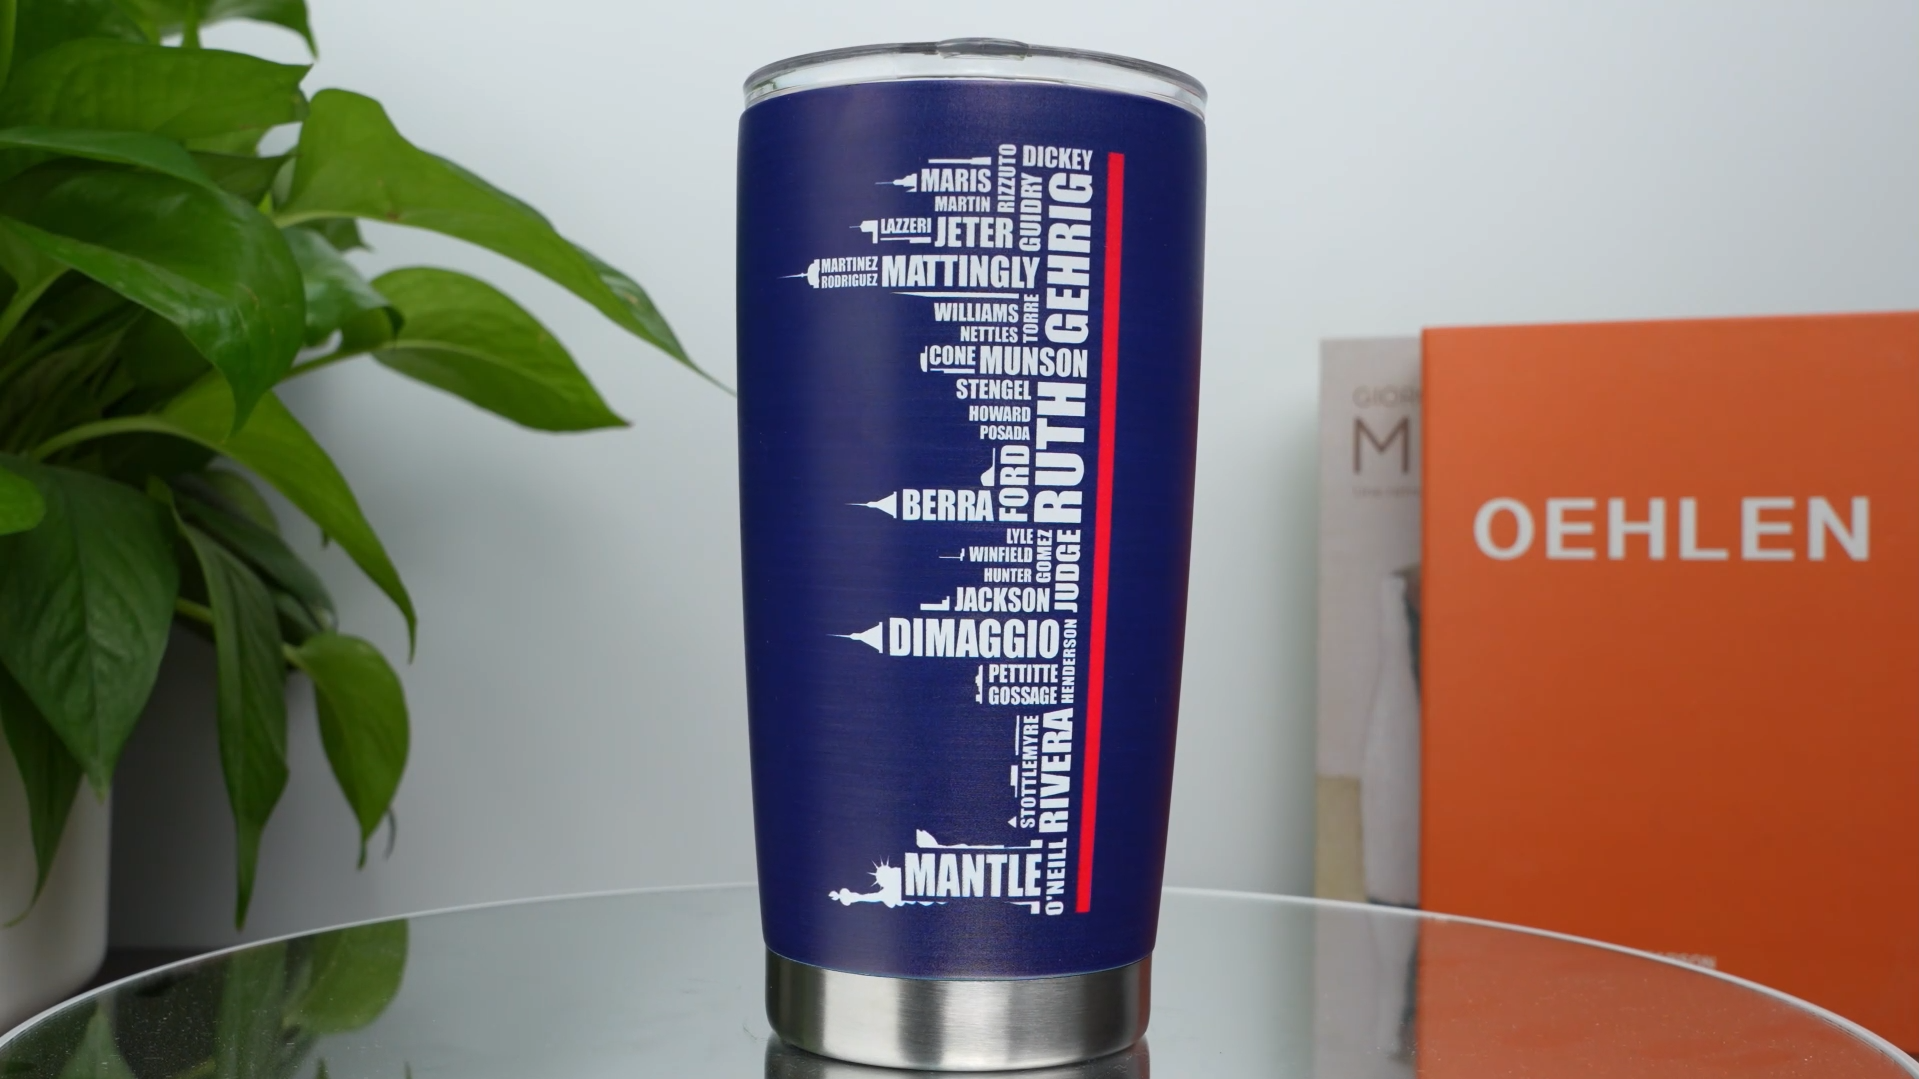 DICKEY
RIZZUTO
MARIS
MARTIN
GUIDRY
GEHRIG
LAZZERI
JETER
MARTINEZ
RODRIGUEZ
MATTINGLY
WILLIAMS
TORRE
NETTLES
CONE
MUNSON
STENGEL
HOWARD
POSADA
RUTH
FORD
BERRA
LYLE
WINFIELD
GOMEZ
HUNTER
JUDGE
JACKSON
DIMAGGIO
HENDERSON
PETTITTE
GOSSAGE
STOTTLEMYRE
RIVERA
MANTLE
O'NEILL
OEHLEN
M